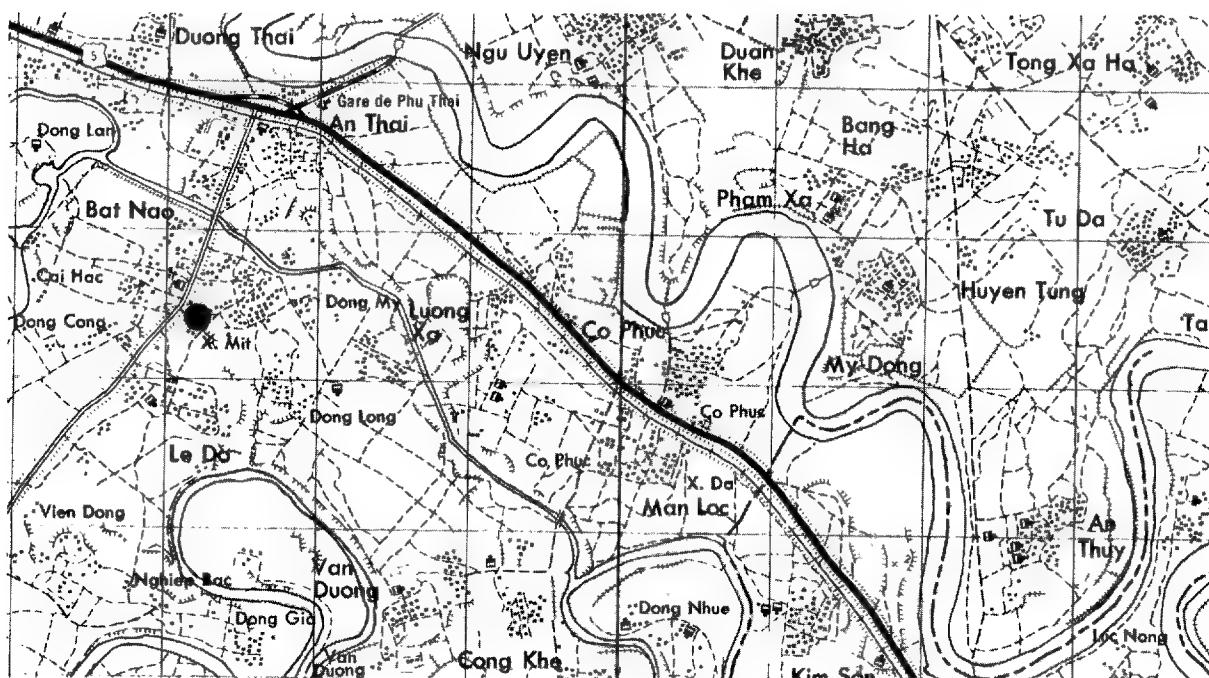 Duong Thai
Ngu Uyen
Duan
Khe
Tong Xa Ha
5
Gare de Phu Thai
An Thai
Dong Lan
Bang
Ha
Bat Nao
Pham Xa
Tu Da
Cai Hac
Dong My
Luong
Xa
Huyen Tung
Dong Cong
Co Phuc
Ta
X. Mit
My Dong
Dong Long
Co Phuc
Le Do
Co Phuc
X. Da
Man Loc
Vien Dong
An
Thuy
Nghien Bac
Van
Duong
Dong Gia
Dong Nhue
Loc Nong
Van
Duong
Cong Khe
Kim Son